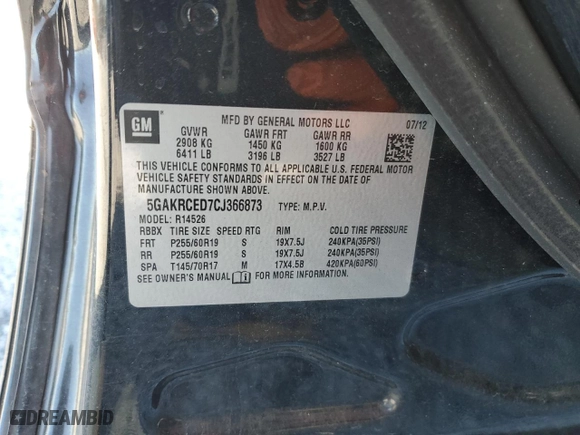 GM
MFD BY GENERAL MOTORS LLC 07/12
GVWR GAWR FRT GAWR RR
2908 KG 1450 KG 1600 KG
6411 LB 3196 LB 3527 LB
THIS VEHICLE CONFORMS TO ALL APPLICABLE U.S. FEDERAL MOTOR
VEHICLE SAFETY STANDARDS IN EFFECT ON THE DATE OF
MANUFACTURE SHOWN ABOVE.
5GAKRCED7CJ366873 TYPE: M.P.V.
MODEL: R14526
RBBX TIRE SIZE SPEED RTG RIM COLD TIRE PRESSURE
FRT P255/60R19 S 19X7.5J 240KPA(35PSI)
RR P255/60R19 S 19X7.5J 240KPA(35PSI)
SPA T145/70R17 M 17X4.5B 420KPA(60PSI)
SEE OWNER'S MANUAL FOR MORE INFORMATION.
DREAMBID